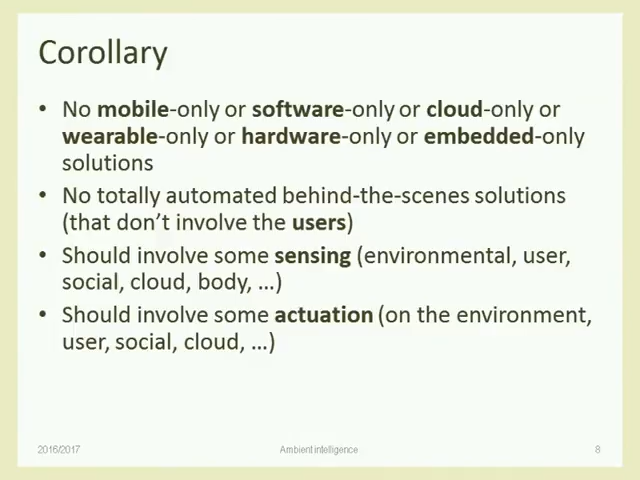 Corollary
• No mobile-only or software-only or cloud-only or
wearable-only or hardware-only or embedded-only
solutions
• No totally automated behind-the-scenes solutions
(that don’t involve the users)
• Should involve some sensing (environmental, user,
social, cloud, body, …)
• Should involve some actuation (on the environment,
user, social, cloud, …)
2016/2017
Ambient intelligence
8